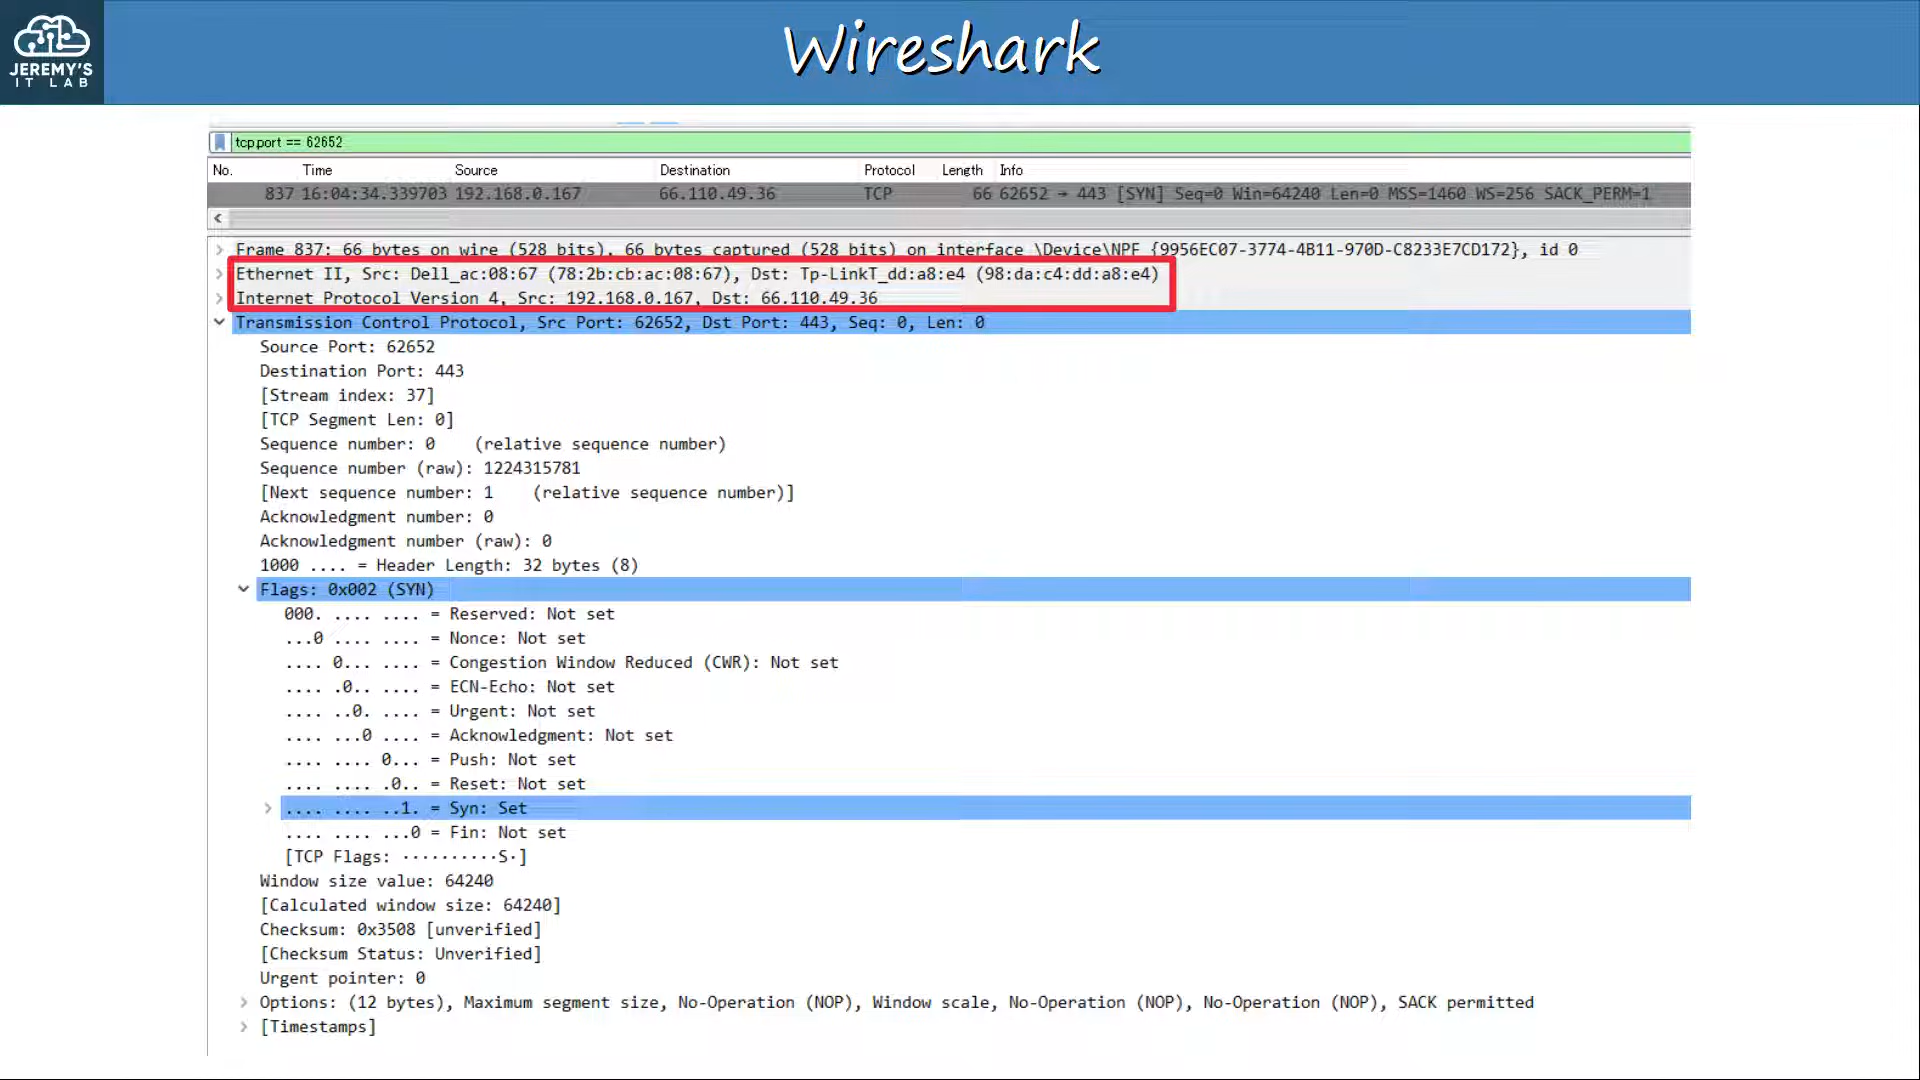 JEREMY'S
IT LAB
Wireshark
tcp.port == 62652
No. Time Source Destination Protocol Length Info
837 16:04:34.339703 192.168.0.167 66.110.49.36 TCP 66 62652 → 443 [SYN] Seq=0 Win=64240 Len=0 MSS=1460 WS=256 SACK_PERM=1
Frame 837: 66 bytes on wire (528 bits), 66 bytes captured (528 bits) on interface \Device\NPF_{9956EC07-3774-4B11-970D-C8233E7CD172}, id 0
Ethernet II, Src: Dell_ac:08:67 (78:2b:cb:ac:08:67), Dst: Tp-LinkT_dd:a8:e4 (98:da:c4:dd:a8:e4)
Internet Protocol Version 4, Src: 192.168.0.167, Dst: 66.110.49.36
Transmission Control Protocol, Src Port: 62652, Dst Port: 443, Seq: 0, Len: 0
Source Port: 62652
Destination Port: 443
[Stream index: 37]
[TCP Segment Len: 0]
Sequence number: 0 (relative sequence number)
Sequence number (raw): 1224315781
[Next sequence number: 1 (relative sequence number)]
Acknowledgment number: 0
Acknowledgment number (raw): 0
1000 .... = Header Length: 32 bytes (8)
Flags: 0x002 (SYN)
000. .... .... = Reserved: Not set
...0 .... .... = Nonce: Not set
.... 0... .... = Congestion Window Reduced (CWR): Not set
.... .0.. .... = ECN-Echo: Not set
.... ..0. .... = Urgent: Not set
.... ...0 .... = Acknowledgment: Not set
.... .... 0... = Push: Not set
.... .... .0.. = Reset: Not set
.... .... ..1. = Syn: Set
.... .... ...0 = Fin: Not set
[TCP Flags: ··········S·]
Window size value: 64240
[Calculated window size: 64240]
Checksum: 0x3508 [unverified]
[Checksum Status: Unverified]
Urgent pointer: 0
Options: (12 bytes), Maximum segment size, No-Operation (NOP), Window scale, No-Operation (NOP), No-Operation (NOP), SACK permitted
[Timestamps]